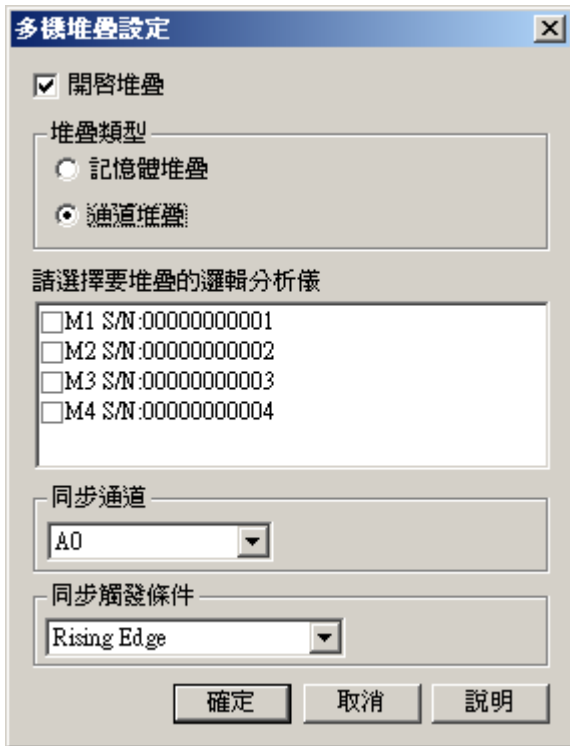 多機堆疊設定
開啓堆疊
堆疊類型
記憶體堆疊
通道堆疊
請選擇要堆疊的邏輯分析儀
M1 S/N:00000000001
M2 S/N:00000000002
M3 S/N:00000000003
M4 S/N:00000000004
同步通道
A0
同步觸發條件
Rising Edge
確定 取消 說明